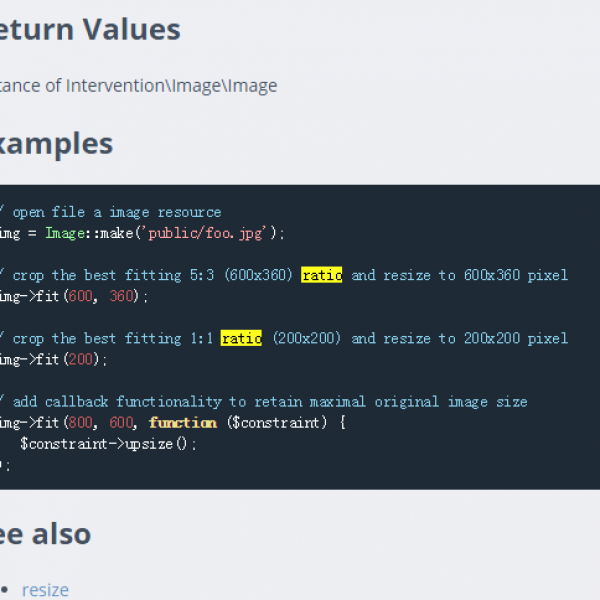 eturn Values
tance of Intervention\Image\Image
xamples
/ open file a image resource
img = Image::make('public/foo.jpg');
/ crop the best fitting 5:3 (600x360) ratio and resize to 600x360 pixel
img->fit(600, 360);
/ crop the best fitting 1:1 ratio (200x200) and resize to 200x200 pixel
img->fit(200);
/ add callback functionality to retain maximal original image size
img->fit(800, 600, function ($constraint) {
$constraint->upsize();
);
ee also
resize